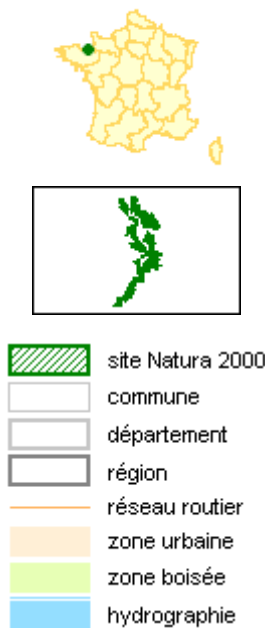 site Natura 2000
commune
département
région
réseau routier
zone urbaine
zone boisée
hydrographie